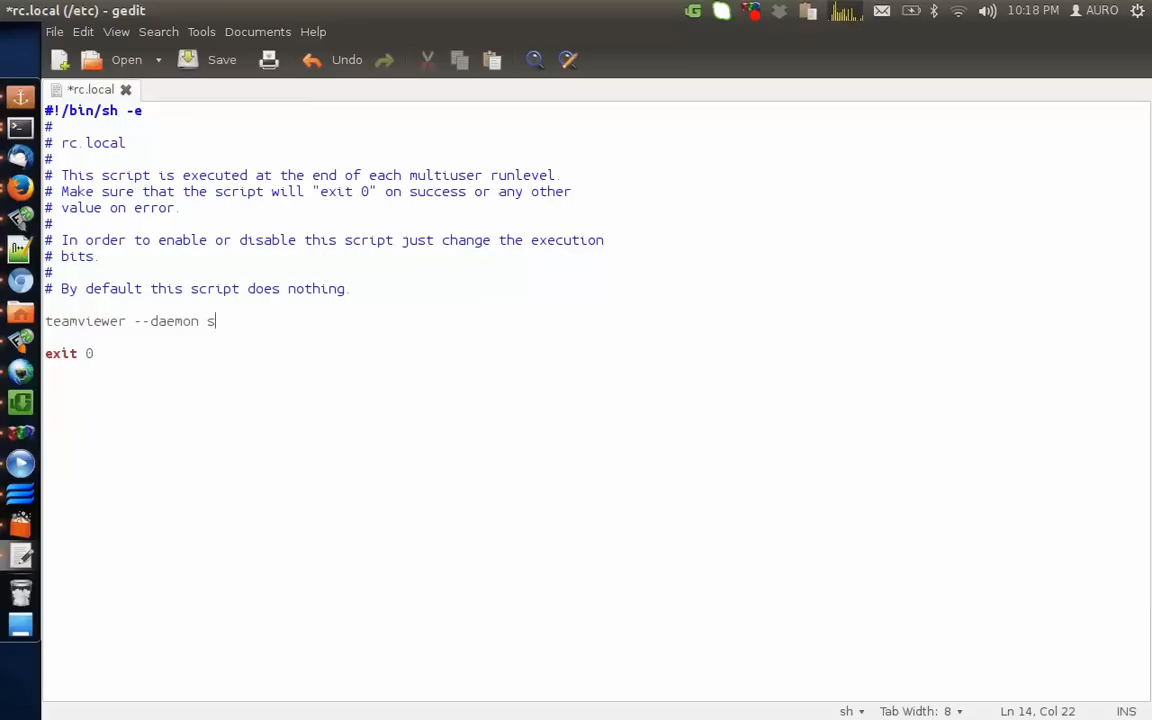 *rc.local (/etc) - gedit
10:18 PM AURO
File Edit View Search Tools Documents Help
Open Save Undo
*rc.local
#!/bin/sh -e
#
# rc.local
#
# This script is executed at the end of each multiuser runlevel.
# Make sure that the script will "exit 0" on success or any other
# value on error.
#
# In order to enable or disable this script just change the execution
# bits.
#
# By default this script does nothing.
teamviewer --daemon s
exit 0
sh Tab Width: 8 Ln 14, Col 22 INS